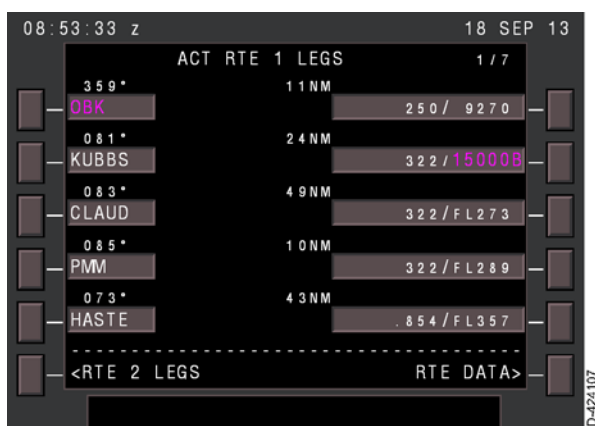 08:53:33 z 18 SEP 13
ACT RTE 1 LEGS 1/7
359° 11NM
OBK 250/ 9270
081° 24NM
KUBBS 322/15000B
083° 49NM
CLAUD 322/FL273
085° 10NM
PMM 322/FL289
073° 43NM
HASTE .854/FL357
--------------------------------
<RTE 2 LEGS RTE DATA>
D-424107